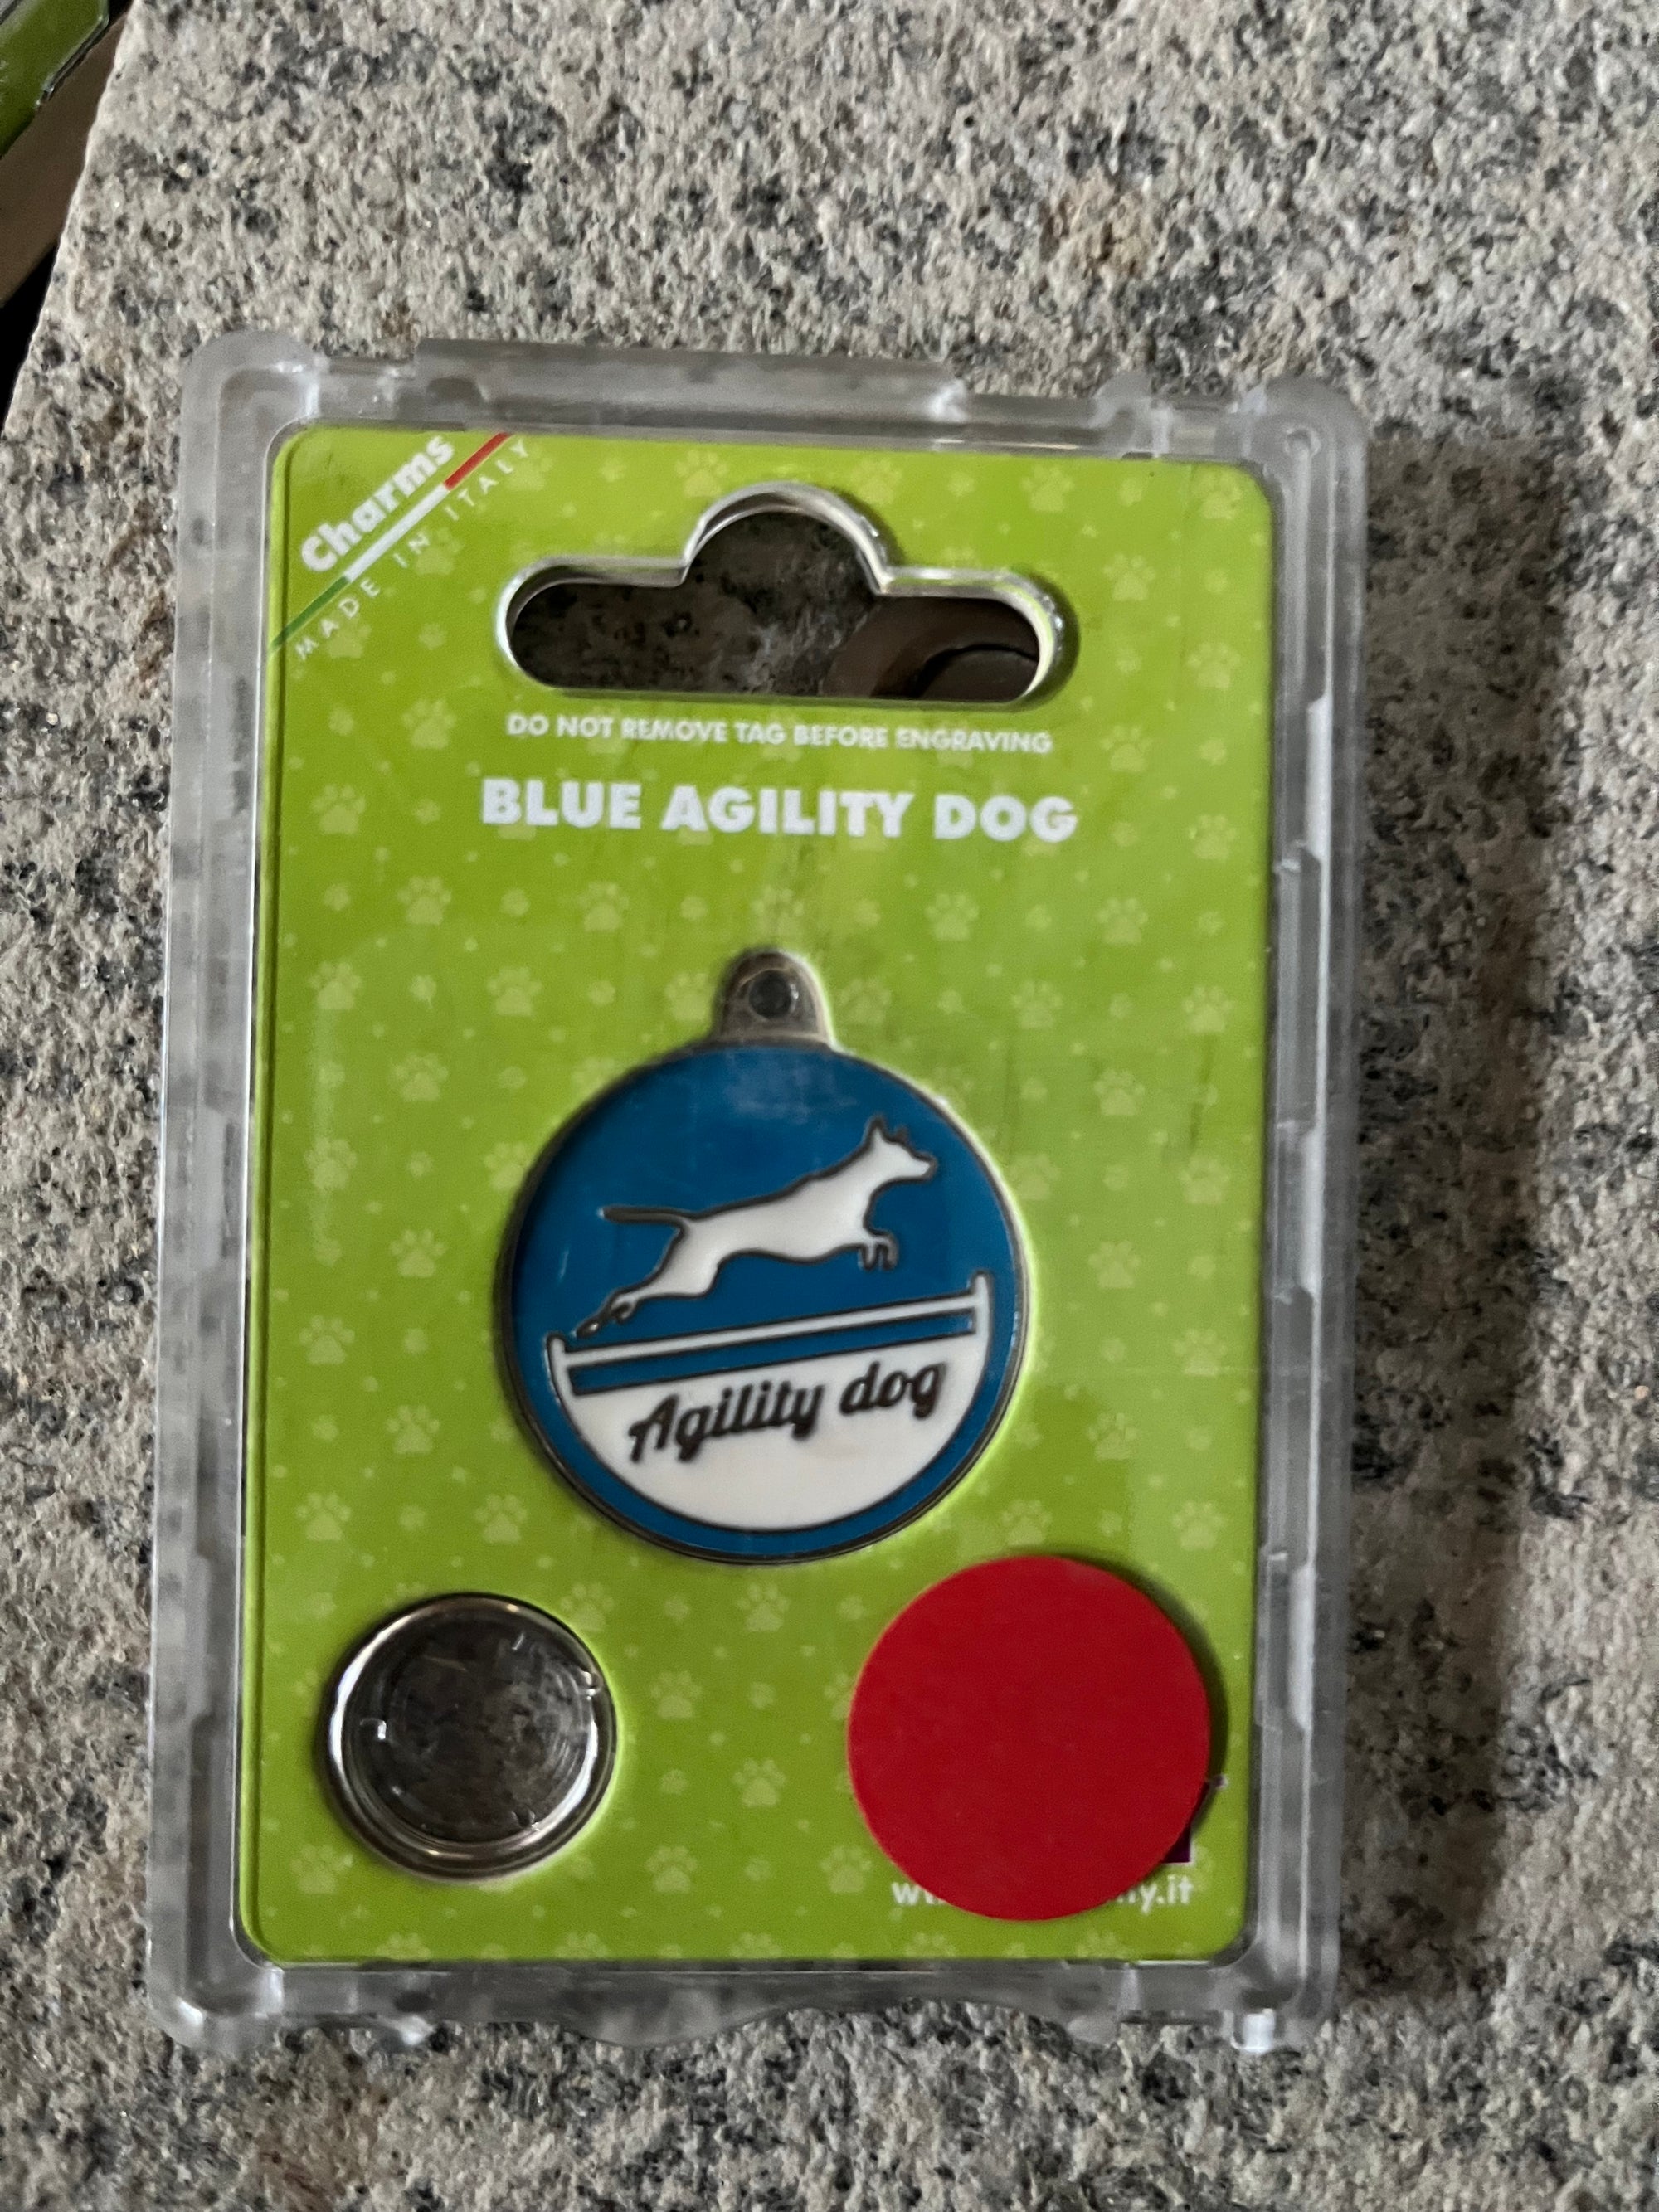 Charms
MADE IN ITALY
DO NOT REMOVE TAG BEFORE ENGRAVING
BLUE AGILITY DOG
Agility dog